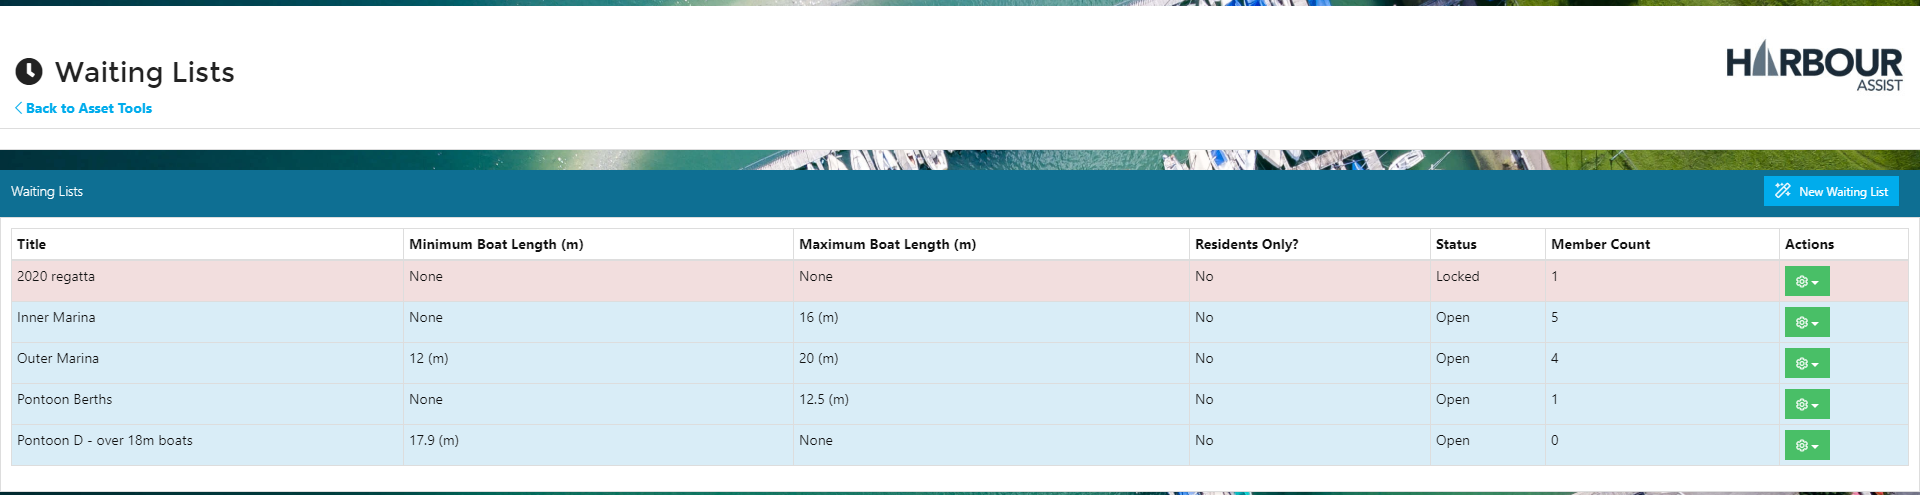 Waiting Lists
HARBOUR
ASSIST
Back to Asset Tools
Waiting Lists
New Waiting List
Title Minimum Boat Length (m) Maximum Boat Length (m) Residents Only? Status Member Count Actions
2020 regatta None None No Locked 1
Inner Marina None 16 (m) No Open 5
Outer Marina 12 (m) 20 (m) No Open 4
Pontoon Berths None 12.5 (m) No Open 1
Pontoon D - over 18m boats 17.9 (m) None No Open 0